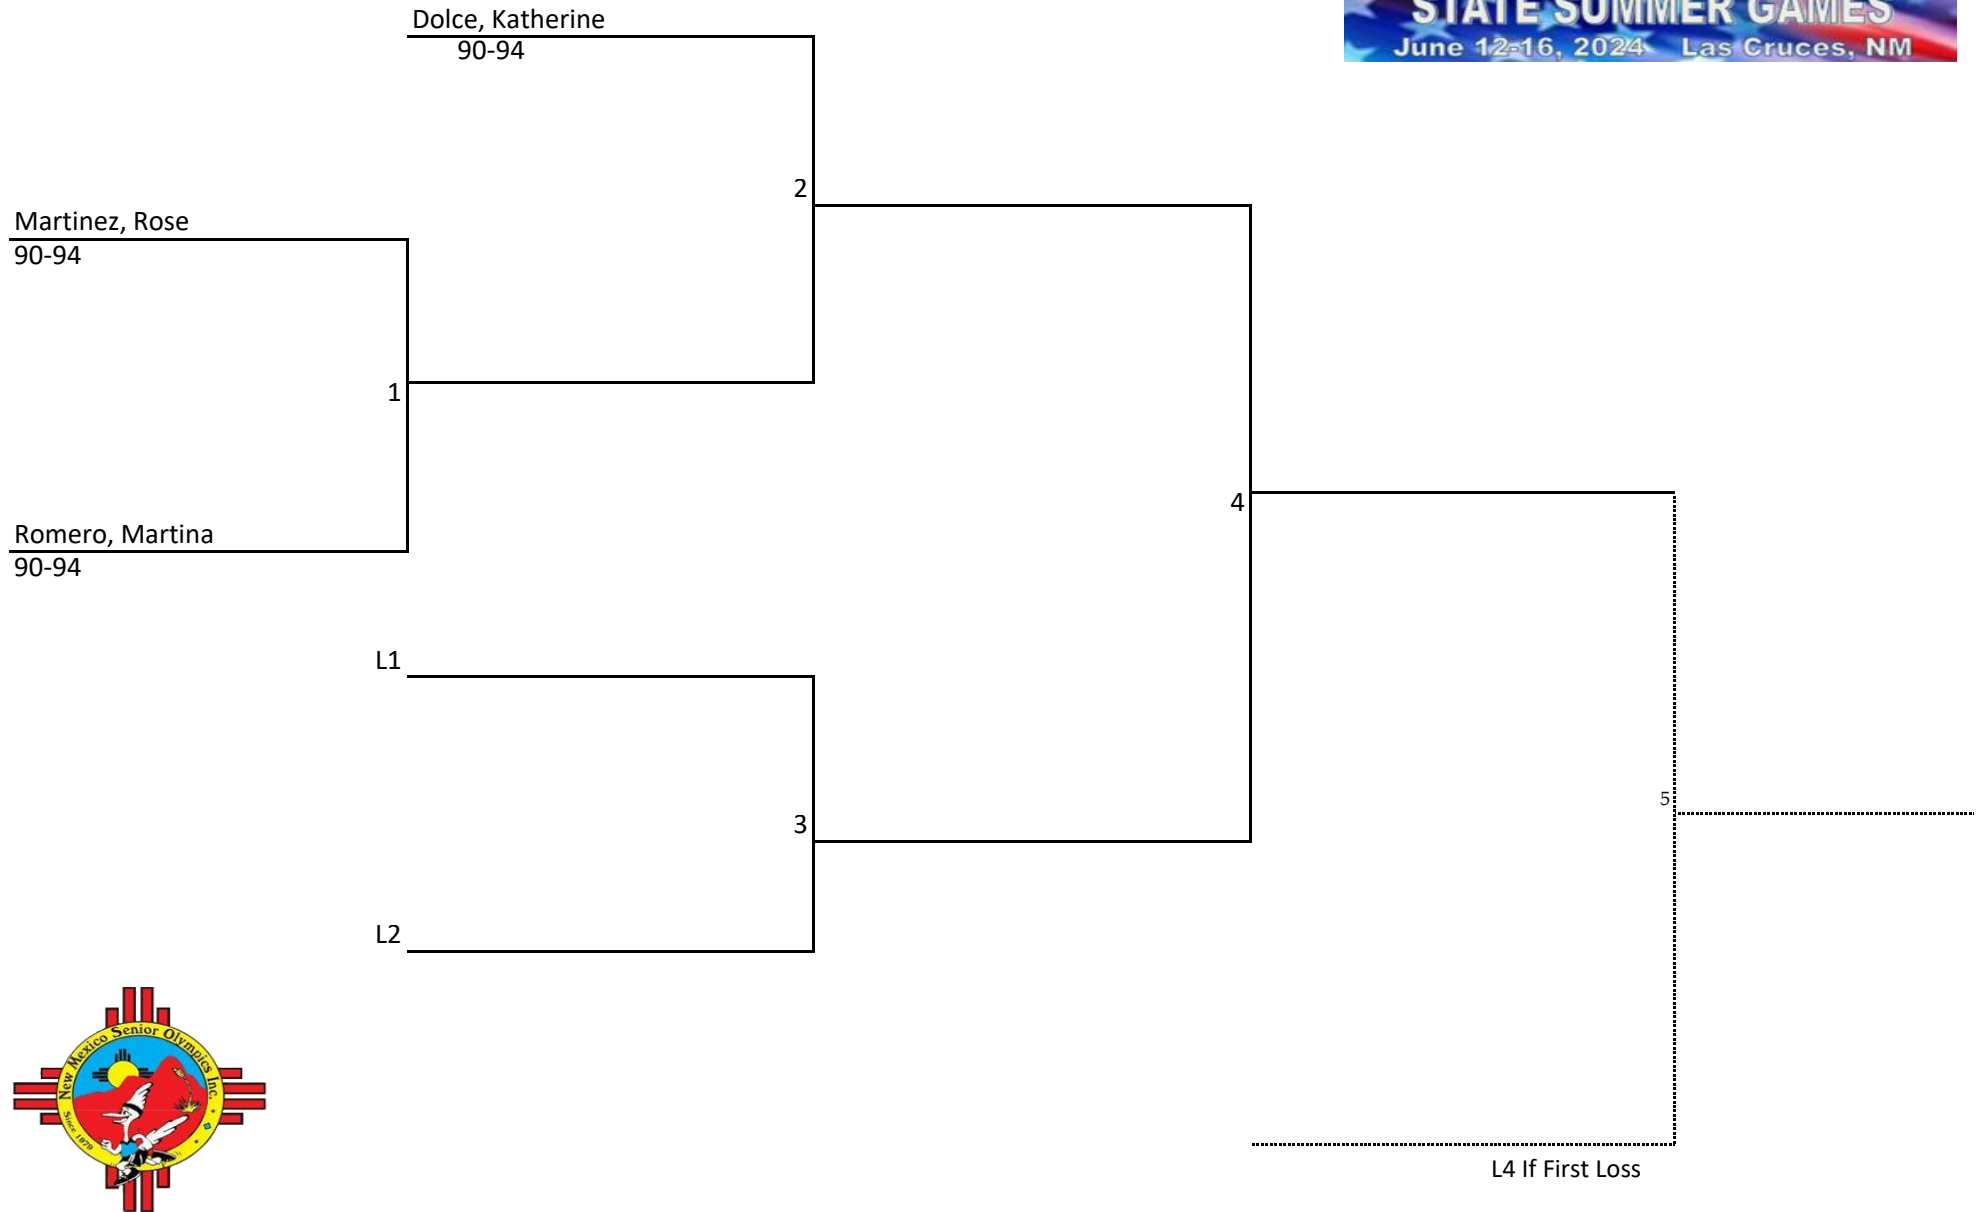 Dolce, Katherine
90-94
STATE SUMMER GAMES
June 12-16, 2024 Las Cruces, NM
2
Martinez, Rose
90-94
1
Romero, Martina
90-94
4
L1
5
3
L2
New Mexico Senior Olympics Inc.
Since 1979
L4 If First Loss